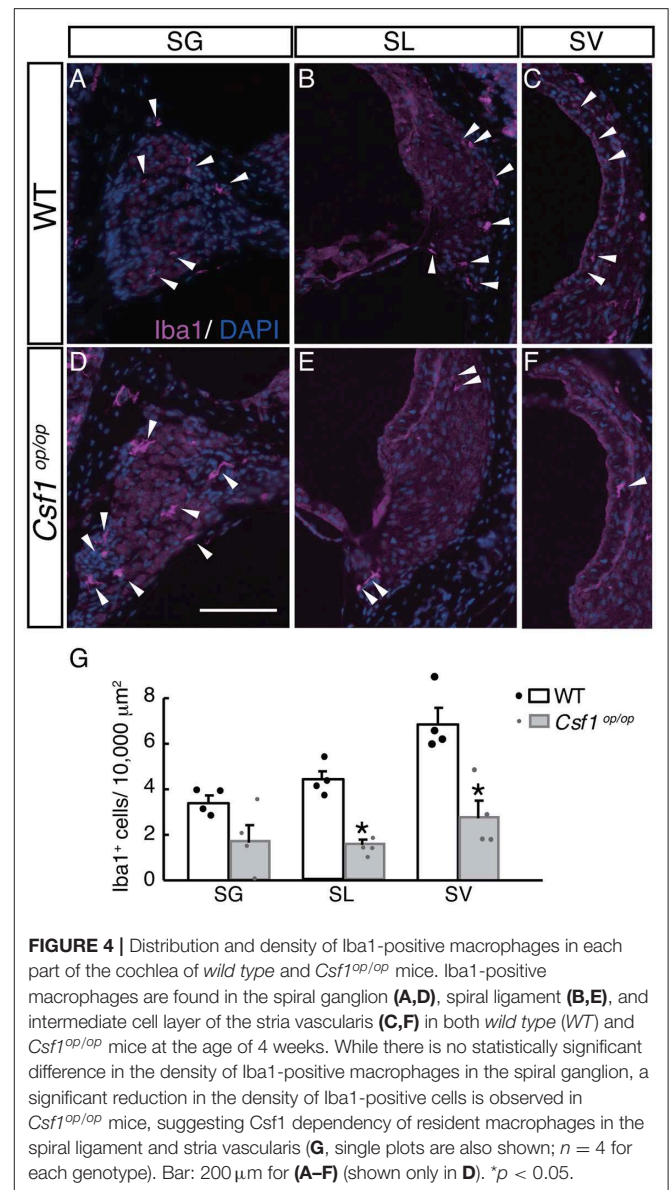 SG SL SV
WT
A B C
Iba1/ DAPI
Csf1 op/op
D E F
G
Iba1⁺ cells/ 10,000 μm²
8
6
4
2
0
WT
Csf1 op/op
*
*
SG SL SV
FIGURE 4 | Distribution and density of Iba1-positive macrophages in each
part of the cochlea of wild type and Csf1op/op mice. Iba1-positive
macrophages are found in the spiral ganglion (A,D), spiral ligament (B,E), and
intermediate cell layer of the stria vascularis (C,F) in both wild type (WT) and
Csf1op/op mice at the age of 4 weeks. While there is no statistically significant
difference in the density of Iba1-positive macrophages in the spiral ganglion, a
significant reduction in the density of Iba1-positive cells is observed in
Csf1op/op mice, suggesting Csf1 dependency of resident macrophages in the
spiral ligament and stria vascularis (G, single plots are also shown; n = 4 for
each genotype). Bar: 200 μm for (A–F) (shown only in D). *p < 0.05.